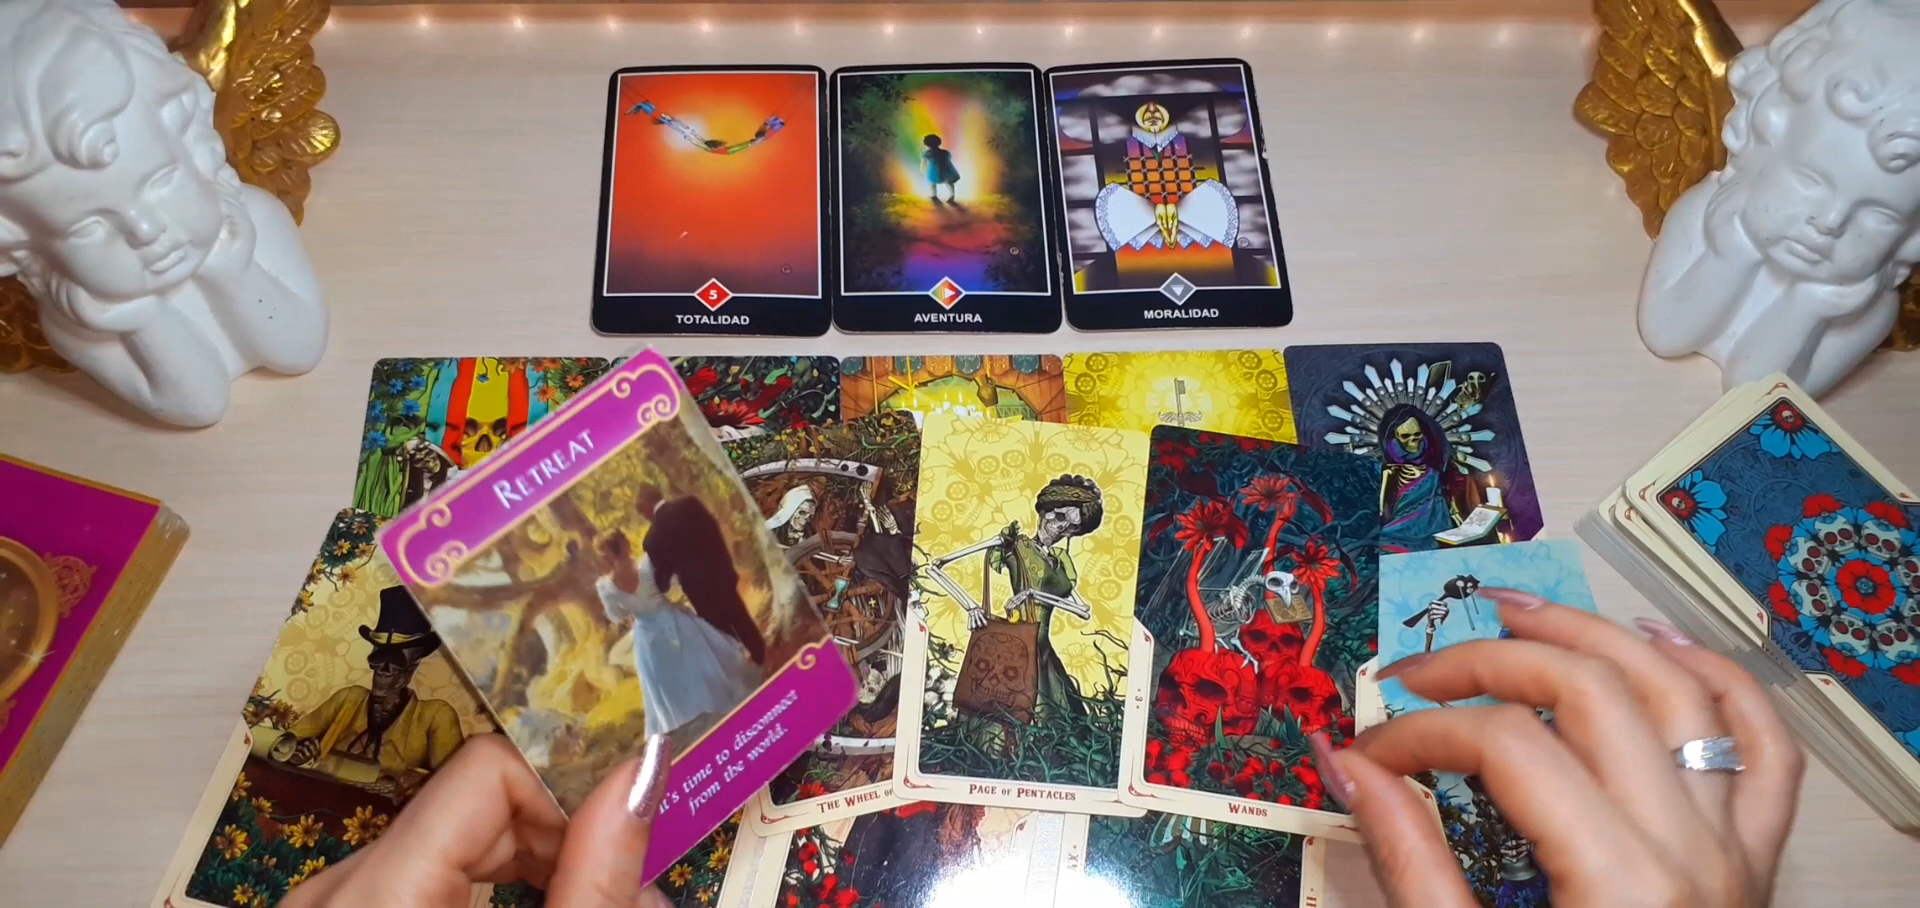 5
TOTALIDAD
AVENTURA
MORALIDAD
RETREAT
It's time to disconnect
from the world.
THE WHEEL OF
PAGE OF PENTACLES
• 3 •
WANDS